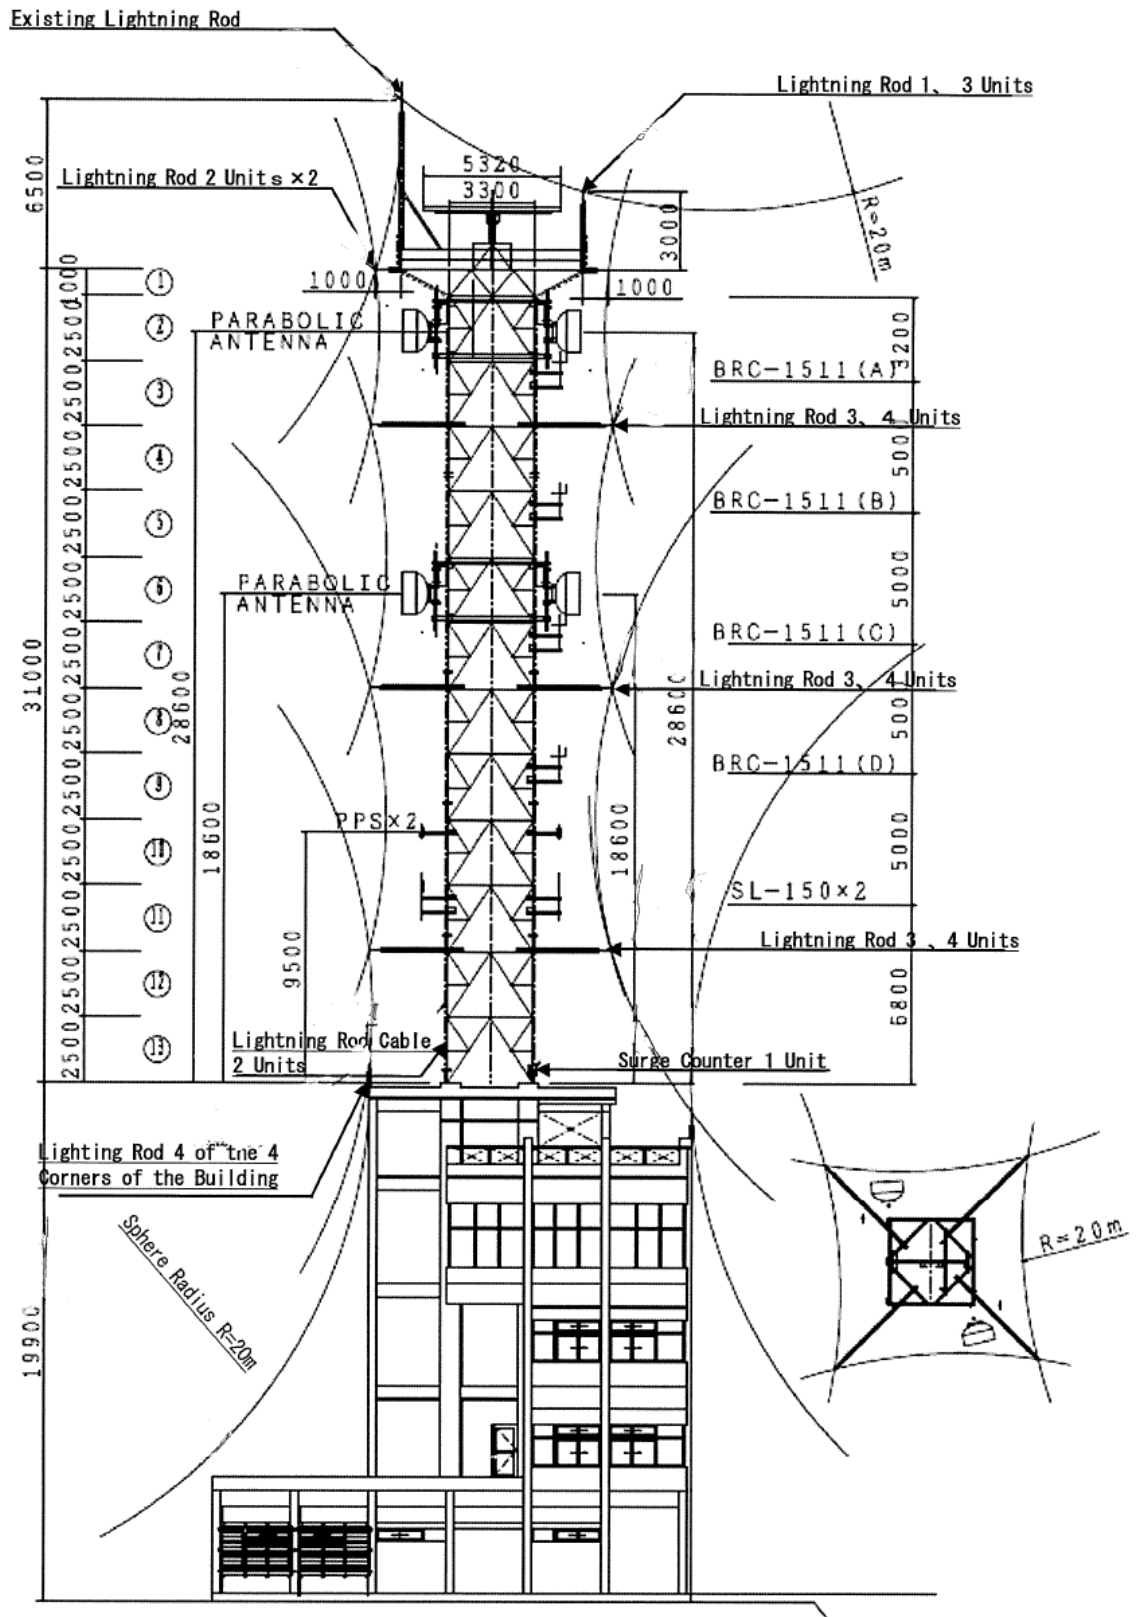 Existing Lightning Rod
Lightning Rod 1、 3 Units
6500
5320
Lightning Rod 2 Units×2
3300
3000
R=20m
1000
①
1000
1000
2500
②
PARABOLIC
ANTENNA
3200
BRC-1511(A)
2500
③
Lightning Rod 3、 4 Units
2500
④
BRC-1511(B)
2500
⑤
2500
⑥
PARABOLIC
ANTENNA
5000
BRC-1511(C)
2500
⑦
31000
Lightning Rod 3、 4 Units
28600
28600
2500
⑧
BRC-1511(D)
2500
⑨
PPS×2
18600
18600
2500
⑩
5000
SL-150×2
2500
⑪
Lightning Rod 3 、4 Units
9500
2500
⑫
6800
2500
⑬
Lightning Rod Cable
2 Units
Surge Counter 1 Unit
Lighting Rod 4 of the 4
Corners of the Building
Sphere Radius R=20m
R=20m
19900